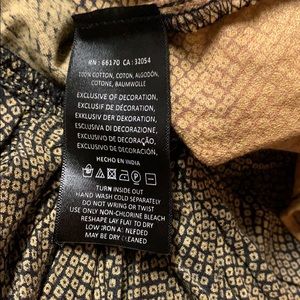 RN : 66170 CA : 32054
100% COTTON, COTON, ALGODÓN,
COTONE, BAUMWOLLE
EXCLUSIVE OF DECORATION,
EXCLUSIF DE DÉCORATION,
EXKLUSIV DER DEKORATION,
ESCLUSIVA DI DECORAZIONE,
EXCLUSIVO DE DECORAÇÃO,
EXCLUSIVO DE DECORACIÓN
HECHO EN INDIA
TURN INSIDE OUT
HAND WASH COLD SEPARATELY
DO NOT WRING OR TWIST
USE ONLY NON-CHLORINE BLEACH
RESHAPE LAY FLAT TO DRY
LOW IRON AS NEEDED
MAY BE DRY CLEANED